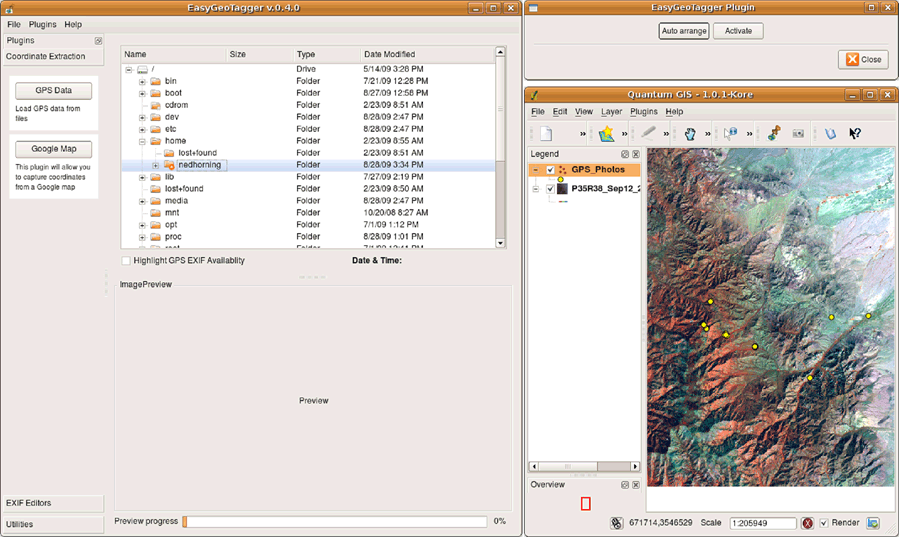 EasyGeoTagger v.0.4.0
File Plugins Help
Plugins
Coordinate Extraction
GPS Data
Load GPS data from
files
Google Map
This plugin will allow you
to capture coordinates
from a Google map
EXIF Editors
Utilities
Name Size Type Date Modified
/ Drive 5/14/09 3:28 PM
bin Folder 7/21/09 12:28 PM
boot Folder 8/27/09 12:58 PM
cdrom Folder 2/23/09 8:51 AM
dev Folder 8/28/09 2:47 PM
etc Folder 8/28/09 2:47 PM
home Folder 2/23/09 8:55 AM
lost+found Folder 2/23/09 8:51 AM
nedhorning Folder 8/28/09 3:34 PM
lib Folder 7/27/09 2:19 PM
lost+found Folder 2/23/09 8:50 AM
media Folder 8/28/09 2:47 PM
mnt Folder 10/20/08 8:27 AM
opt Folder 7/1/09 1:12 PM
proc Folder 8/28/09 1:01 PM
Highlight GPS EXIF Availablity Date & Time:
ImagePreview
Preview
Preview progress 0%
EasyGeoTagger Plugin
Auto arrange Activate
Close
Quantum GIS - 1.0.1-Kore
File Edit View Layer Plugins Help
Legend
GPS_Photos
P35R38_Sep12_2
Overview
671714,3546529 Scale 1:205949 Render